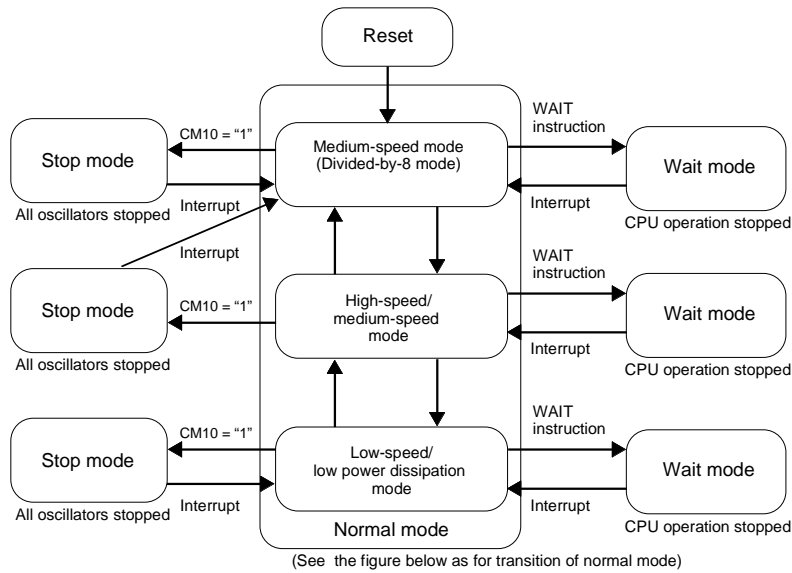 Reset
WAIT
instruction
CM10 = “1”
Medium-speed mode
(Divided-by-8 mode)
Stop mode
Wait mode
Interrupt
Interrupt
All oscillators stopped
CPU operation stopped
Interrupt
WAIT
instruction
CM10 = “1”
High-speed/
medium-speed
mode
Stop mode
Wait mode
Interrupt
All oscillators stopped
CPU operation stopped
WAIT
instruction
CM10 = “1”
Low-speed/
low power dissipation
mode
Stop mode
Wait mode
Interrupt
Interrupt
All oscillators stopped
CPU operation stopped
Normal mode
(See the figure below as for transition of normal mode)